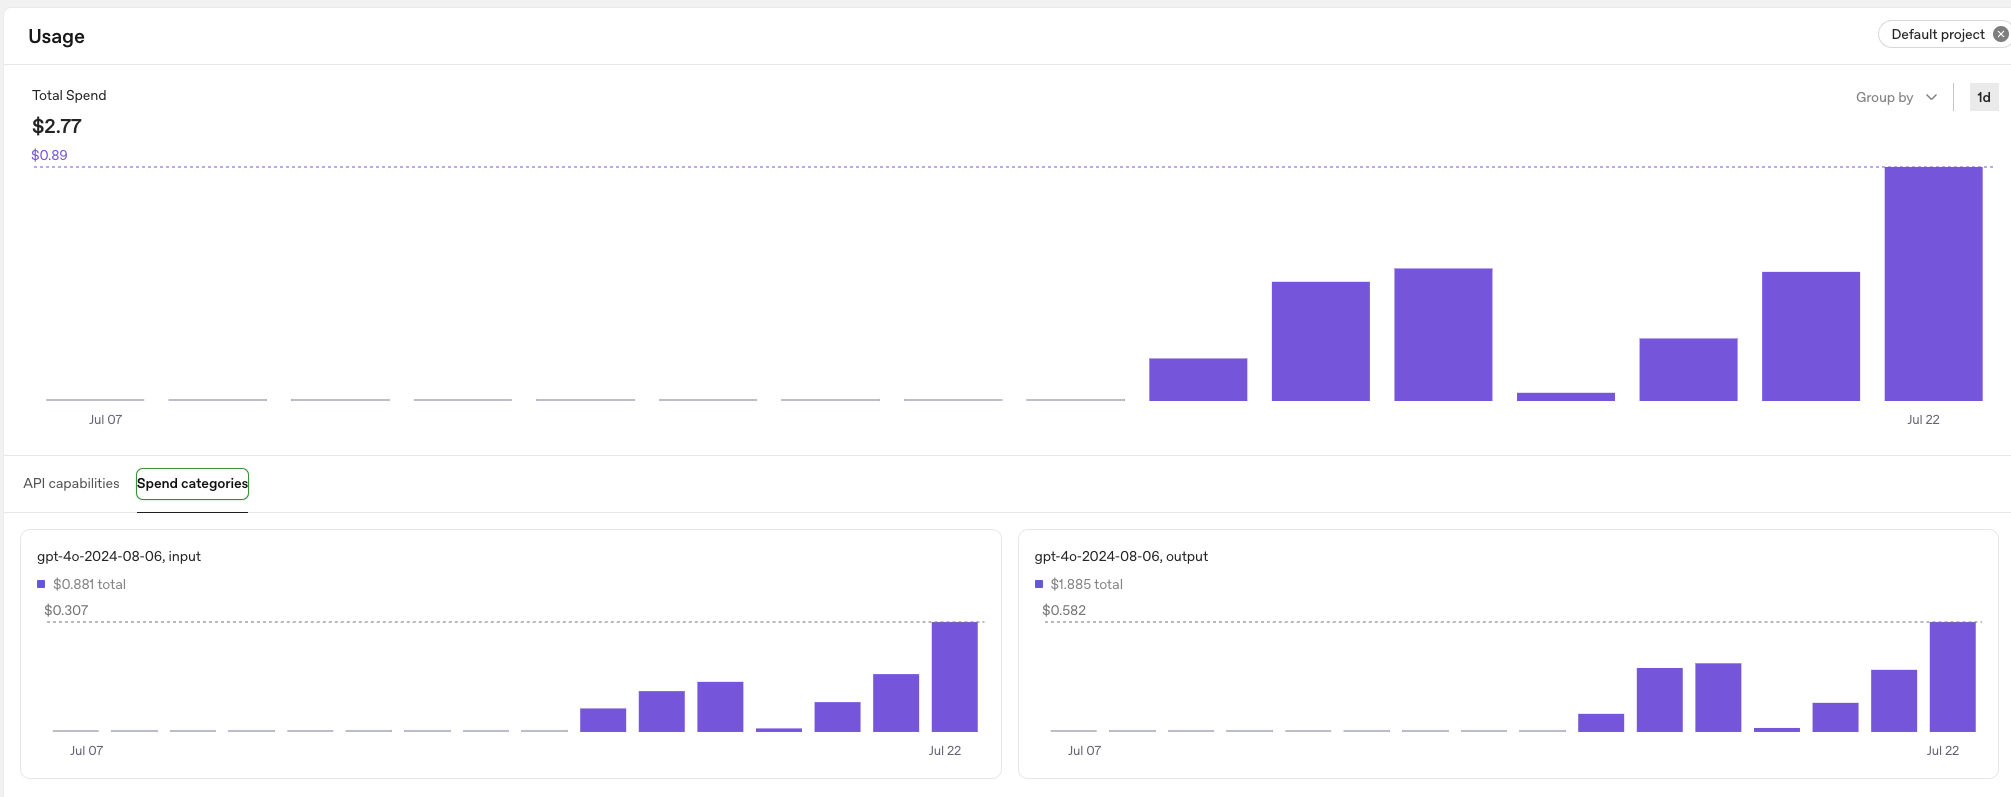 Usage
Default project
Total Spend
Group by
1d
$2.77
$0.89
Jul 07
Jul 22
API capabilities
Spend categories
gpt-4o-2024-08-06, input
$0.881 total
$0.307
Jul 07
Jul 22
gpt-4o-2024-08-06, output
$1.885 total
$0.582
Jul 07
Jul 22